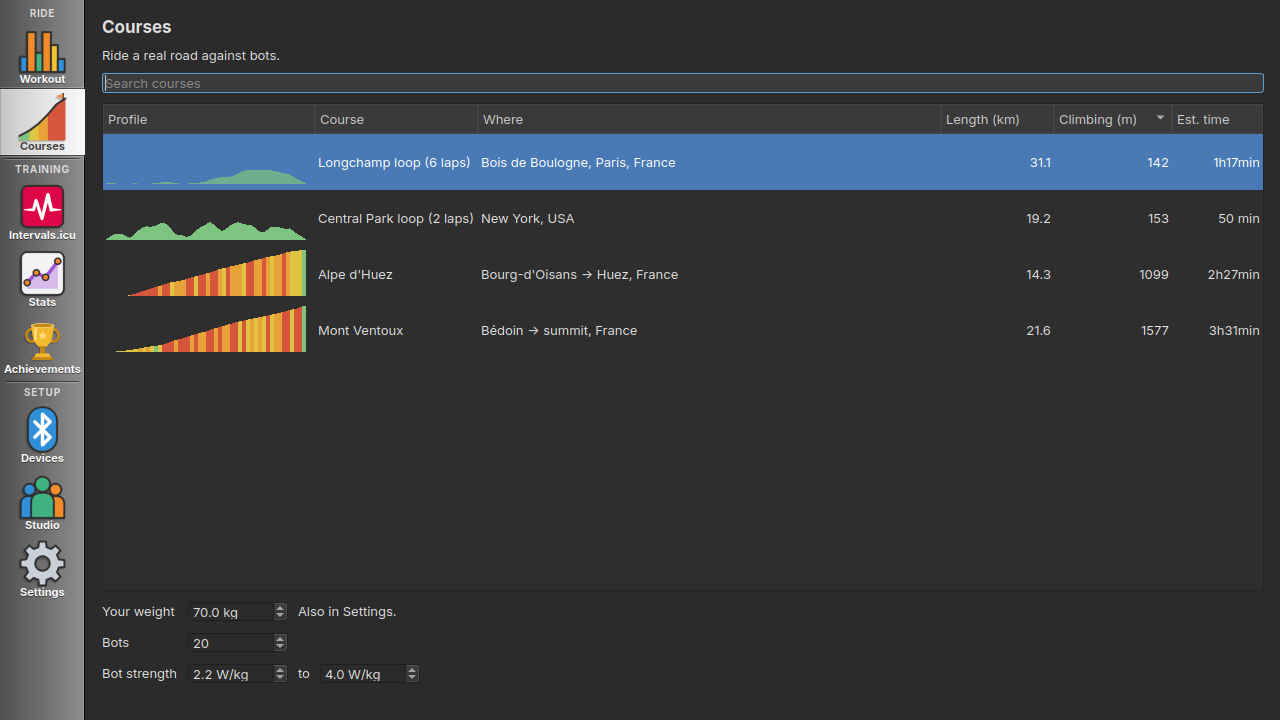 RIDE
Workout
Courses
TRAINING
Intervals.icu
Stats
Achievements
SETUP
Devices
Studio
Settings
Courses
Ride a real road against bots.
Search courses
Profile Course Where Length (km) Climbing (m) Est. time
Longchamp loop (6 laps) Bois de Boulogne, Paris, France 31.1 142 1h17min
Central Park loop (2 laps) New York, USA 19.2 153 50 min
Alpe d'Huez Bourg-d'Oisans → Huez, France 14.3 1099 2h27min
Mont Ventoux Bédoin → summit, France 21.6 1577 3h31min
Your weight 70.0 kg Also in Settings.
Bots 20
Bot strength 2.2 W/kg to 4.0 W/kg